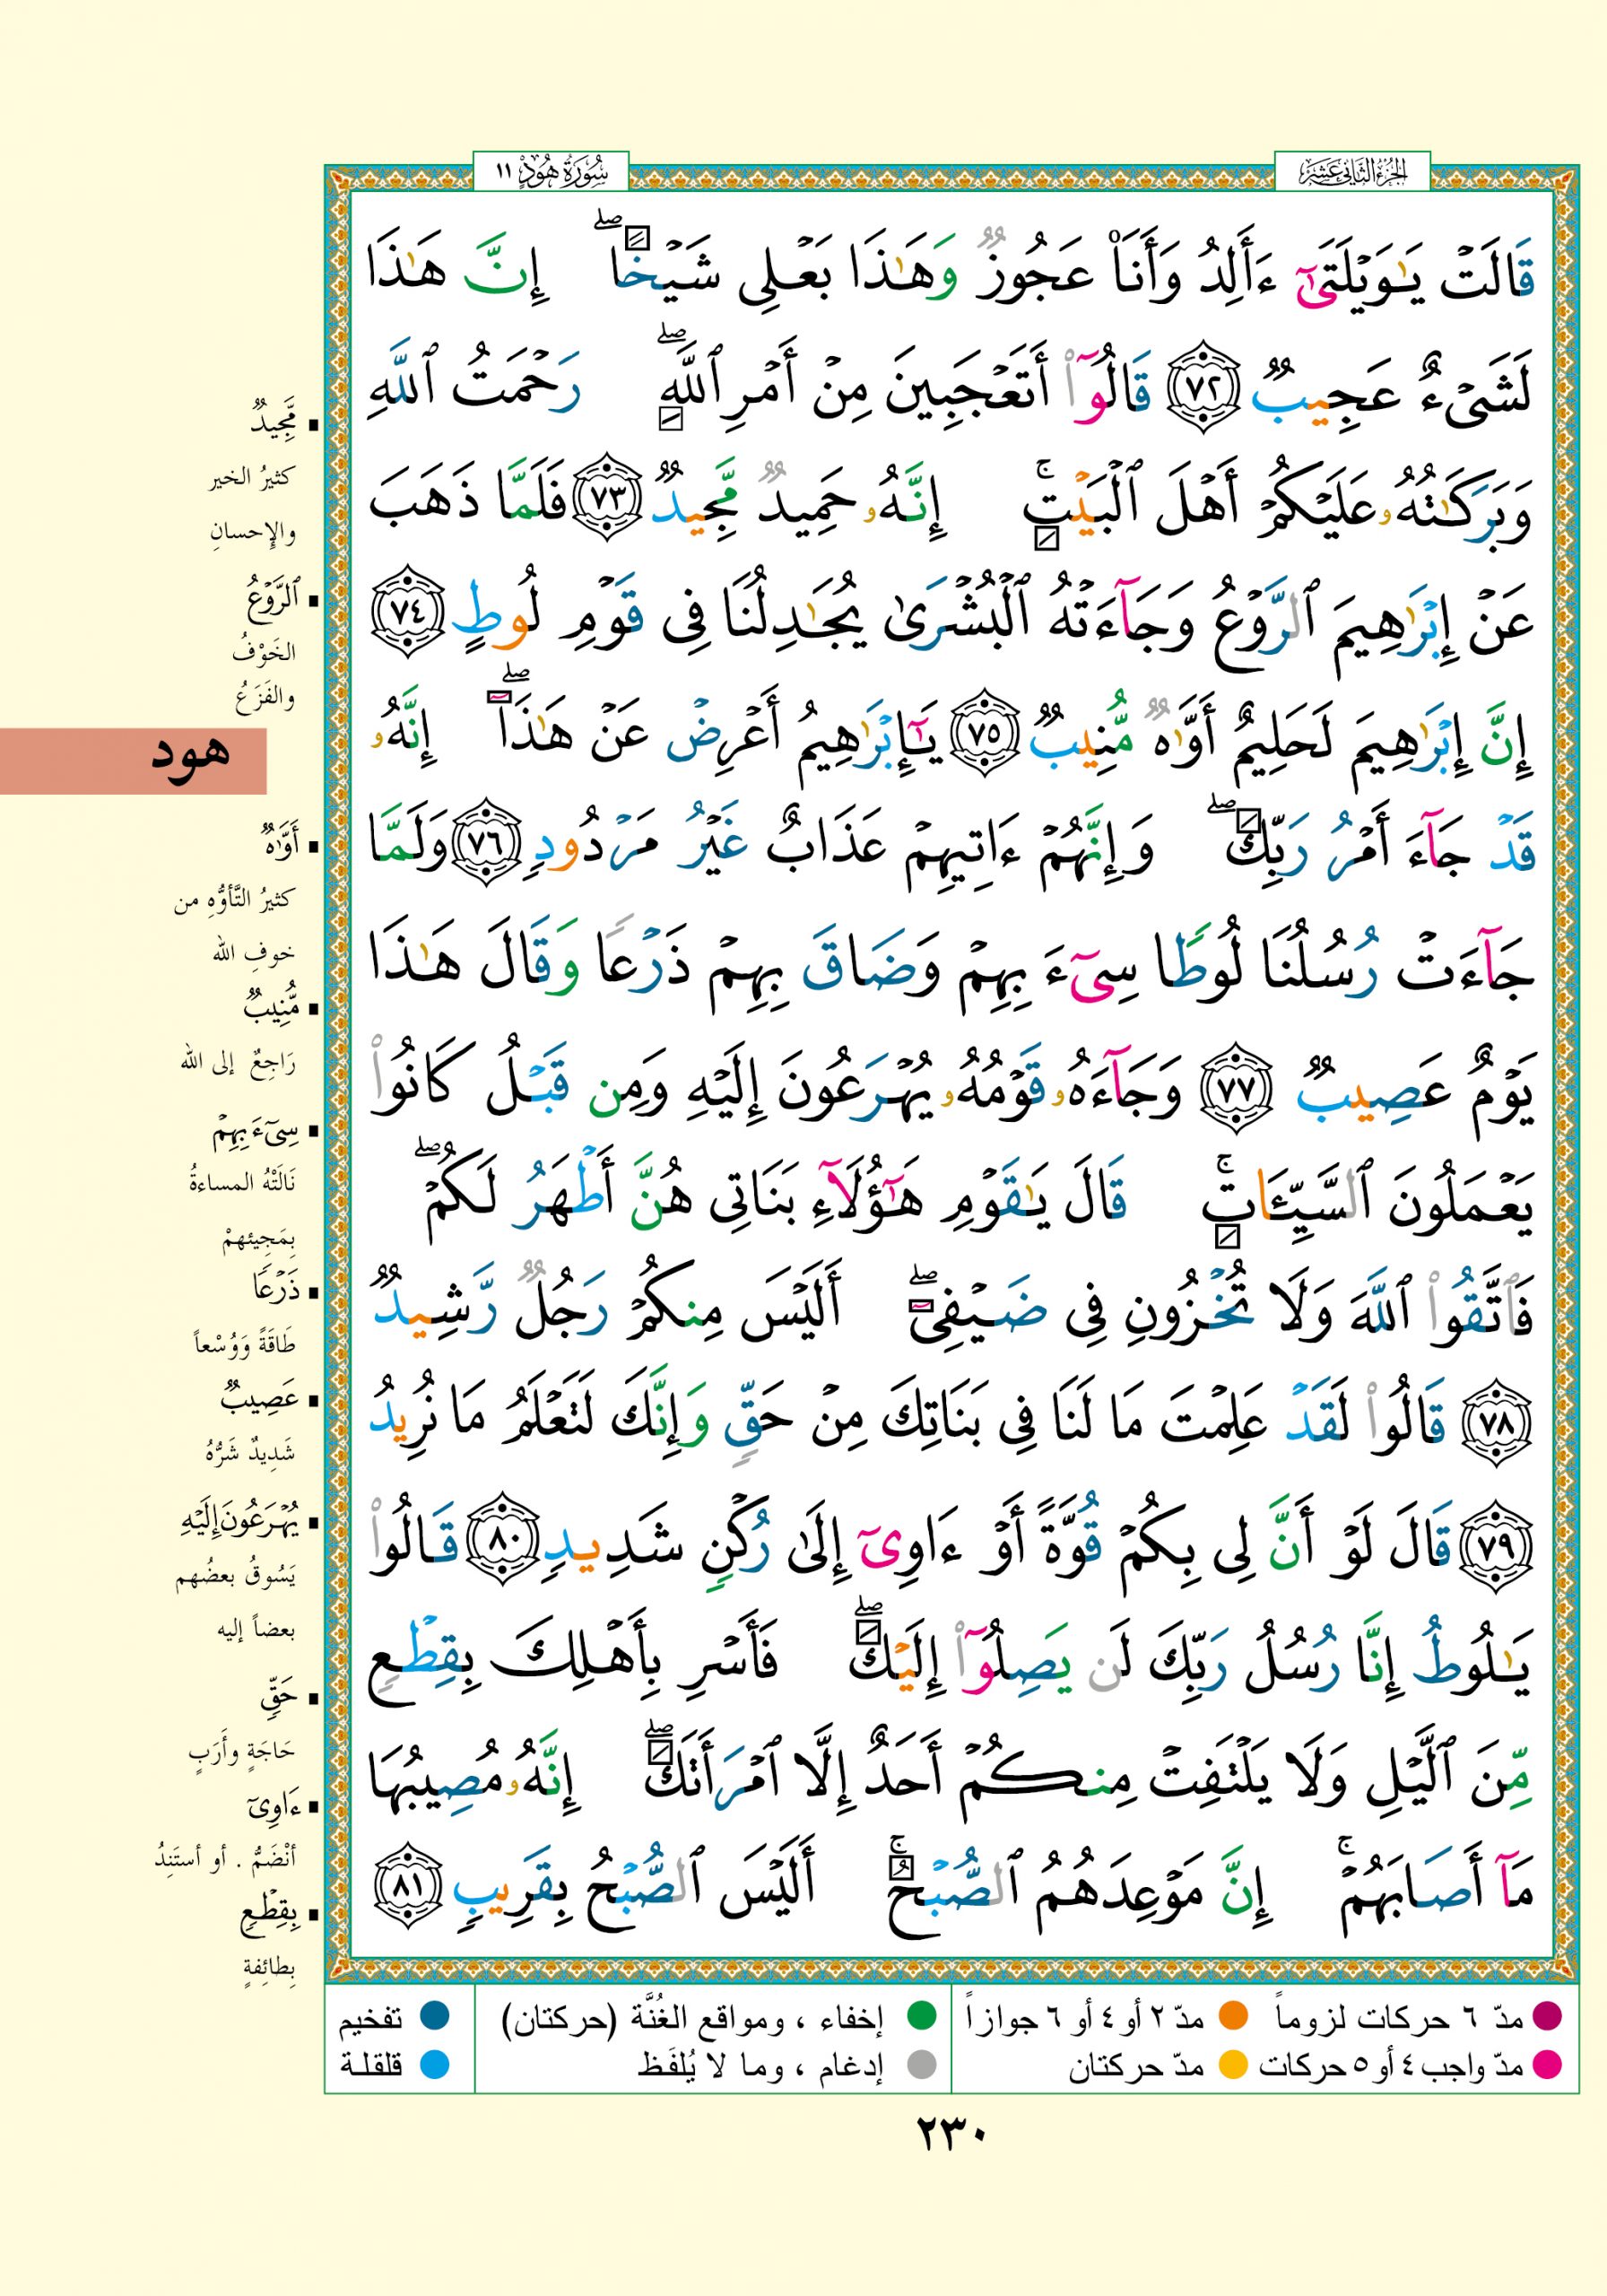 الجزء الثاني عشر
سورة هود ١١
قَالَتْ يَـٰوَيْلَتَىٰٓ ءَأَلِدُ وَأَنَا۠ عَجُوزٌ وَهَـٰذَا بَعْلِى شَيْخًا ۖ إِنَّ هَـٰذَا
لَشَىْءٌ عَجِيبٌ ٧٢ قَالُوٓا۟ أَتَعْجَبِينَ مِنْ أَمْرِ ٱللَّهِ ۖ رَحْمَتُ ٱللَّهِ
وَبَرَكَـٰتُهُۥ عَلَيْكُمْ أَهْلَ ٱلْبَيْتِ ۚ إِنَّهُۥ حَمِيدٌ مَّجِيدٌ ٧٣ فَلَمَّا ذَهَبَ
عَنْ إِبْرَٰهِيمَ ٱلرَّوْعُ وَجَآءَتْهُ ٱلْبُشْرَىٰ يُجَـٰدِلُنَا فِى قَوْمِ لُوطٍ ٧٤
إِنَّ إِبْرَٰهِيمَ لَحَلِيمٌ أَوَّٰهٌ مُّنِيبٌ ٧٥ يَـٰٓإِبْرَٰهِيمُ أَعْرِضْ عَنْ هَـٰذَآ ۖ إِنَّهُۥ
قَدْ جَآءَ أَمْرُ رَبِّكَ ۖ وَإِنَّهُمْ ءَاتِيهِمْ عَذَابٌ غَيْرُ مَرْدُودٍ ٧٦ وَلَمَّا
جَآءَتْ رُسُلُنَا لُوطًا سِىٓءَ بِهِمْ وَضَاقَ بِهِمْ ذَرْعًا وَقَالَ هَـٰذَا
يَوْمٌ عَصِيبٌ ٧٧ وَجَآءَهُۥ قَوْمُهُۥ يُهْرَعُونَ إِلَيْهِ وَمِن قَبْلُ كَانُوا۟
يَعْمَلُونَ ٱلسَّيِّـَٔاتِ ۚ قَالَ يَـٰقَوْمِ هَـٰٓؤُلَآءِ بَنَاتِى هُنَّ أَطْهَرُ لَكُمْ ۖ
فَٱتَّقُوا۟ ٱللَّهَ وَلَا تُخْزُونِ فِى ضَيْفِىٓ ۖ أَلَيْسَ مِنكُمْ رَجُلٌ رَّشِيدٌ
٧٨ قَالُوا۟ لَقَدْ عَلِمْتَ مَا لَنَا فِى بَنَاتِكَ مِنْ حَقٍّ وَإِنَّكَ لَتَعْلَمُ مَا نُرِيدُ
٧٩ قَالَ لَوْ أَنَّ لِى بِكُمْ قُوَّةً أَوْ ءَاوِىٓ إِلَىٰ رُكْنٍ شَدِيدٍ ٨٠ قَالُوا۟
يَـٰلُوطُ إِنَّا رُسُلُ رَبِّكَ لَن يَصِلُوٓا۟ إِلَيْكَ ۖ فَأَسْرِ بِأَهْلِكَ بِقِطْعٍ
مِّنَ ٱلَّيْلِ وَلَا يَلْتَفِتْ مِنكُمْ أَحَدٌ إِلَّا ٱمْرَأَتَكَ ۖ إِنَّهُۥ مُصِيبُهَا
مَآ أَصَابَهُمْ ۚ إِنَّ مَوْعِدَهُمُ ٱلصُّبْحُ ۚ أَلَيْسَ ٱلصُّبْحُ بِقَرِيبٍ ٨١
مَّجِيدٌ
كثيرُ الخير
والإحسانِ
ٱلرَّوْعُ
الخَوْفُ
والفَزَعُ
هود
أَوَّٰهٌ
كثيرُ التَّأوُّهِ من
خوفِ الله
مُّنِيبٌ
رَاجِعٌ إلى الله
سِىٓءَ بِهِمْ
نَالَتْهُ المساءةُ
بِمَجِيئهمْ
ذَرْعًا
طَاقَةً وَوُسْعاً
عَصِيبٌ
شَدِيدٌ شَرُّهُ
يُهْرَعُونَ إِلَيْهِ
يَسُوقُ بعضُهم
بعضاً إليه
حَقٍّ
حَاجَةٍ وأَرَبٍ
ءَاوِىٓ
أنْضَمُّ . أو أستَنِدُ
بِقِطْعٍ
بِطائِفةٍ
مدّ ٦ حركات لزوماً مدّ ٢ أو ٤ أو ٦ جوازاً إخفاء ، ومواقع الغُنَّة (حركتان) تفخيم
مدّ واجب ٤ أو ٥ حركات مدّ حركتان إدغام ، وما لا يُلفَظ قلقلة
٢٣٠